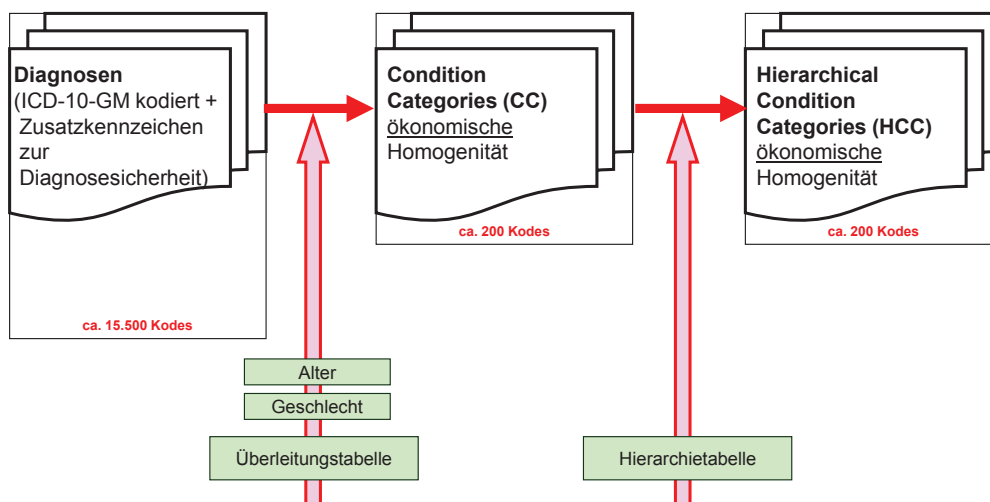 Diagnosen
(ICD-10-GM kodiert +
Zusatzkennzeichen
zur
Diagnosesicherheit)
ca. 15.500 Kodes
Condition
Categories (CC)
ökonomische
Homogenität
ca. 200 Kodes
Hierarchical
Condition
Categories (HCC)
ökonomische
Homogenität
ca. 200 Kodes
Alter
Geschlecht
Überleitungstabelle
Hierarchietabelle